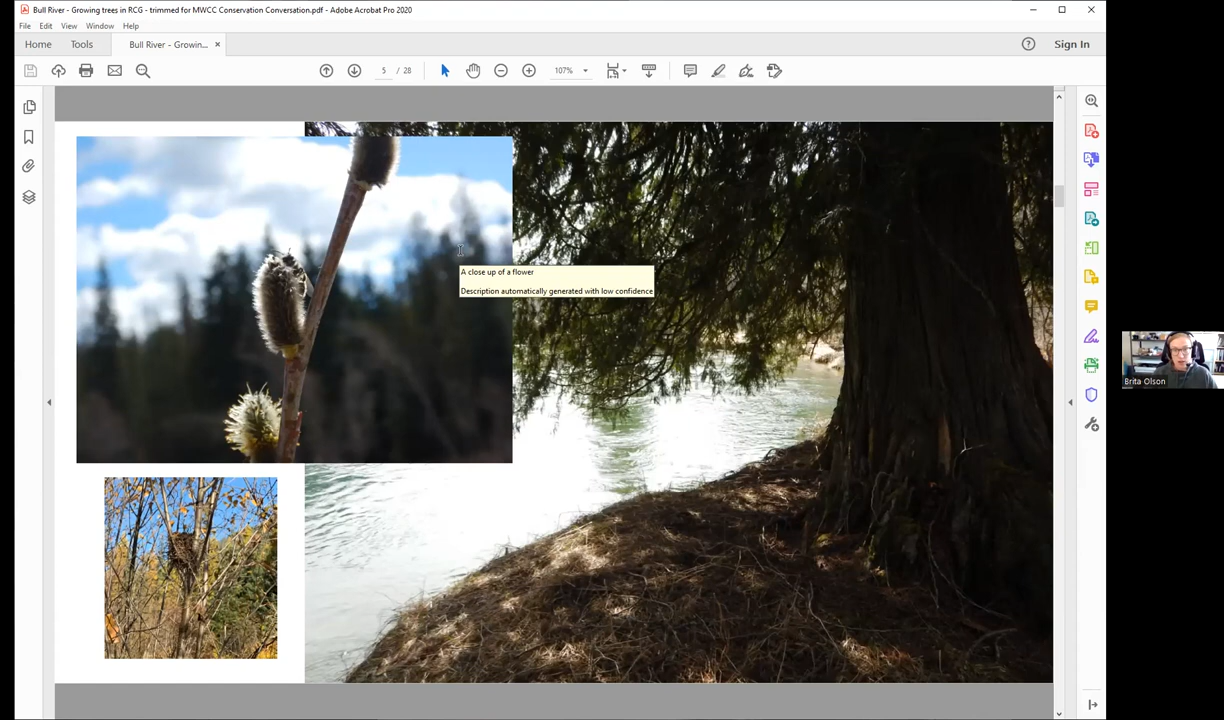 Bull River - Growing trees in RCG - trimmed for MWCC Conservation Conversation.pdf - Adobe Acrobat Pro 2020
File Edit View Window Help
Home Tools Bull River - Growin... × Sign In
5 / 28 107%
A close up of a flower
Description automatically generated with low confidence
Brita Olson